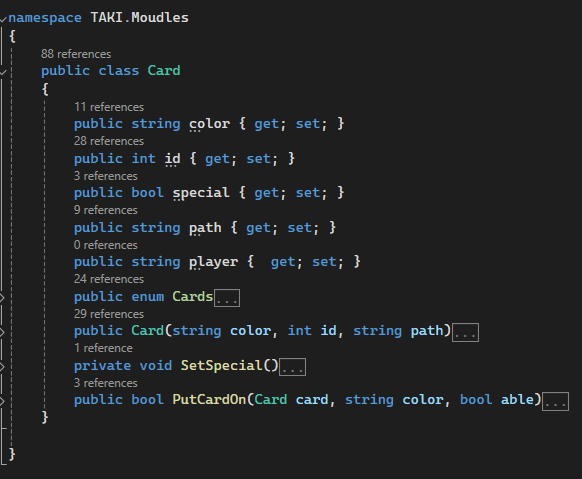 namespace TAKI.Moudles
{
88 references
public class Card
{
11 references
public string color { get; set; }
28 references
public int id { get; set; }
3 references
public bool special { get; set; }
9 references
public string path { get; set; }
0 references
public string player {  get; set; }
24 references
public enum Cards...
29 references
public Card(string color, int id, string path)...
1 reference
private void SetSpecial()...
3 references
public bool PutCardOn(Card card, string color, bool able)...
}
}